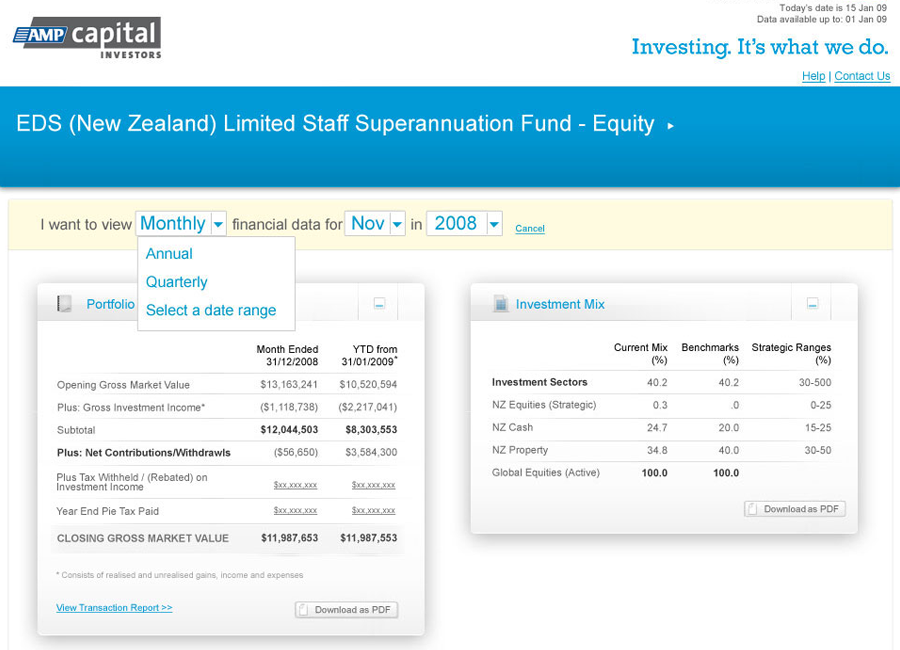 Today's date is 15 Jan 09
Data available up to: 01 Jan 09
AMP capital
INVESTORS
Investing. It's what we do.
Help | Contact Us
EDS (New Zealand) Limited Staff Superannuation Fund - Equity
I want to view Monthly financial data for Nov in 2008 Cancel
Annual
Quarterly
Select a date range
Portfolio
Month Ended YTD from
31/12/2008 31/01/2009*
Opening Gross Market Value $13,163,241 $10,520,594
Plus: Gross Investment Income* ($1,118,738) ($2,217,041)
Subtotal $12,044,503 $8,303,553
Plus: Net Contributions/Withdrawls ($56,650) $3,584,300
Plus Tax Withheld / (Rebated) on
Investment Income $xx,xxx,xxx $xx,xxx,xxx
Year End Pie Tax Paid $xx,xxx,xxx $xx,xxx,xxx
CLOSING GROSS MARKET VALUE $11,987,653 $11,987,553
* Consists of realised and unrealised gains, income and expenses
View Transaction Report >> Download as PDF
Investment Mix
Current Mix Benchmarks Strategic Ranges
(%) (%) (%)
Investment Sectors 40.2 40.2 30-500
NZ Equities (Strategic) 0.3 .0 0-25
NZ Cash 24.7 20.0 15-25
NZ Property 34.8 40.0 30-50
Global Equities (Active) 100.0 100.0
Download as PDF